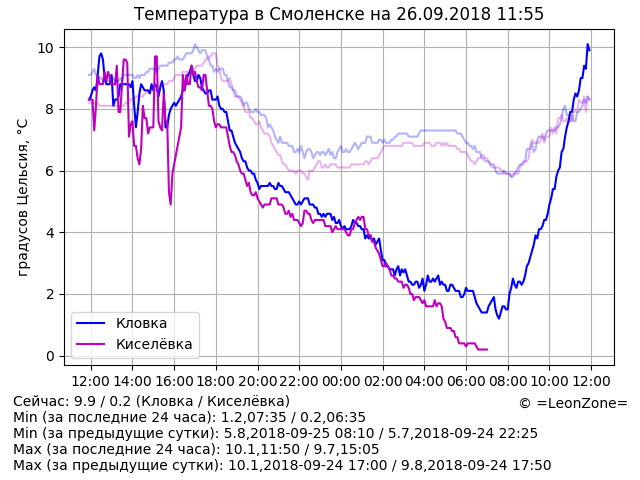 Температура в Смоленске на 26.09.2018 11:55
градусов Цельсия, °C
10
8
6
4
2
0
Кловка
Киселёвка
12:00 14:00 16:00 18:00 20:00 22:00 00:00 02:00 04:00 06:00 08:00 10:00 12:00
Сейчас: 9.9 / 0.2 (Кловка / Киселёвка)
© =LeonZone=
Min (за последние 24 часа): 1.2,07:35 / 0.2,06:35
Min (за предыдущие сутки): 5.8,2018-09-25 08:10 / 5.7,2018-09-24 22:25
Max (за последние 24 часа): 10.1,11:50 / 9.7,15:05
Max (за предыдущие сутки): 10.1,2018-09-24 17:00 / 9.8,2018-09-24 17:50